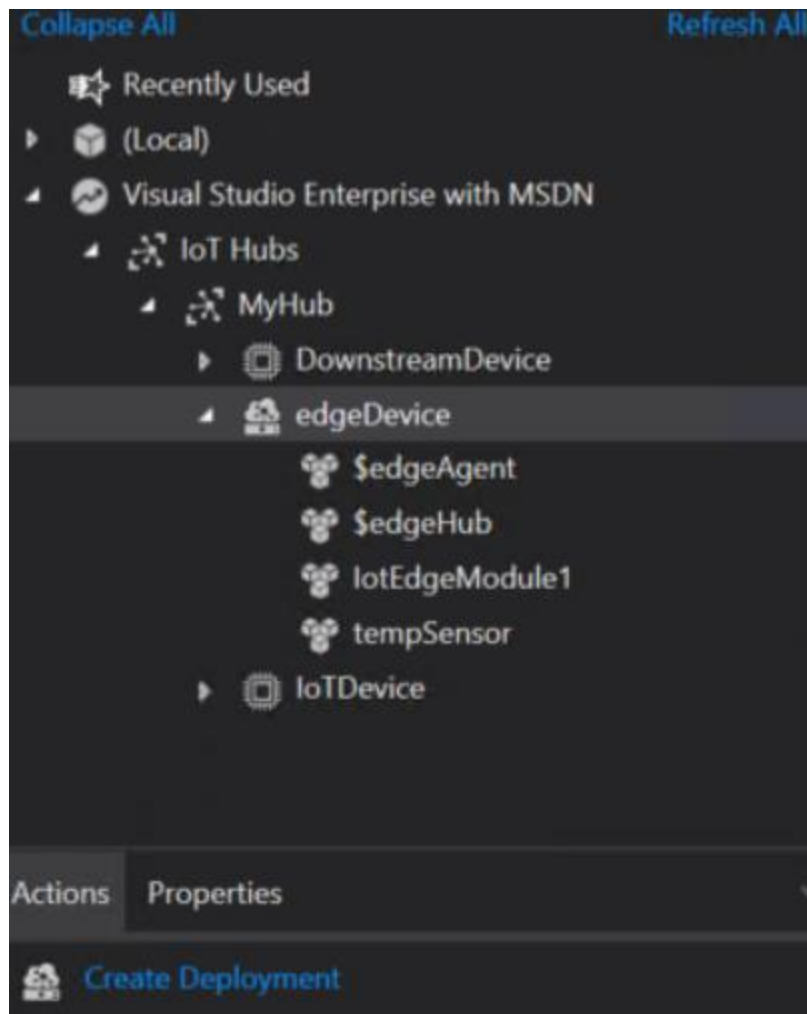 Collapse All Refresh All
Recently Used
(Local)
Visual Studio Enterprise with MSDN
IoT Hubs
MyHub
DownstreamDevice
edgeDevice
$edgeAgent
$edgeHub
IotEdgeModule1
tempSensor
IoTDevice
Actions Properties
Create Deployment